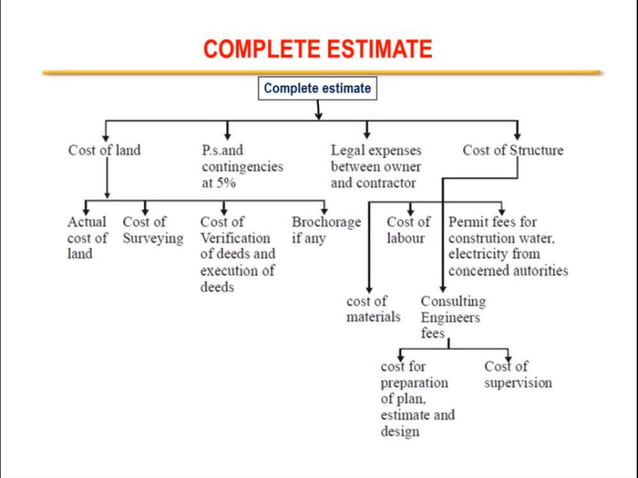 COMPLETE ESTIMATE
Complete estimate
Cost of land
P.s.and
contingencies
at 5%
Legal expenses
between owner
and contractor
Cost of Structure
Actual
cost of
land
Cost of
Surveying
Cost of
Verification
of deeds and
execution of
deeds
Brochorage
if any
Cost of
labour
Permit fees for
constrution water,
electricity from
concerned autorities
cost of
materials
Consulting
Engineers
fees
cost for
preparation
of plan,
estimate and
design
Cost of
supervision